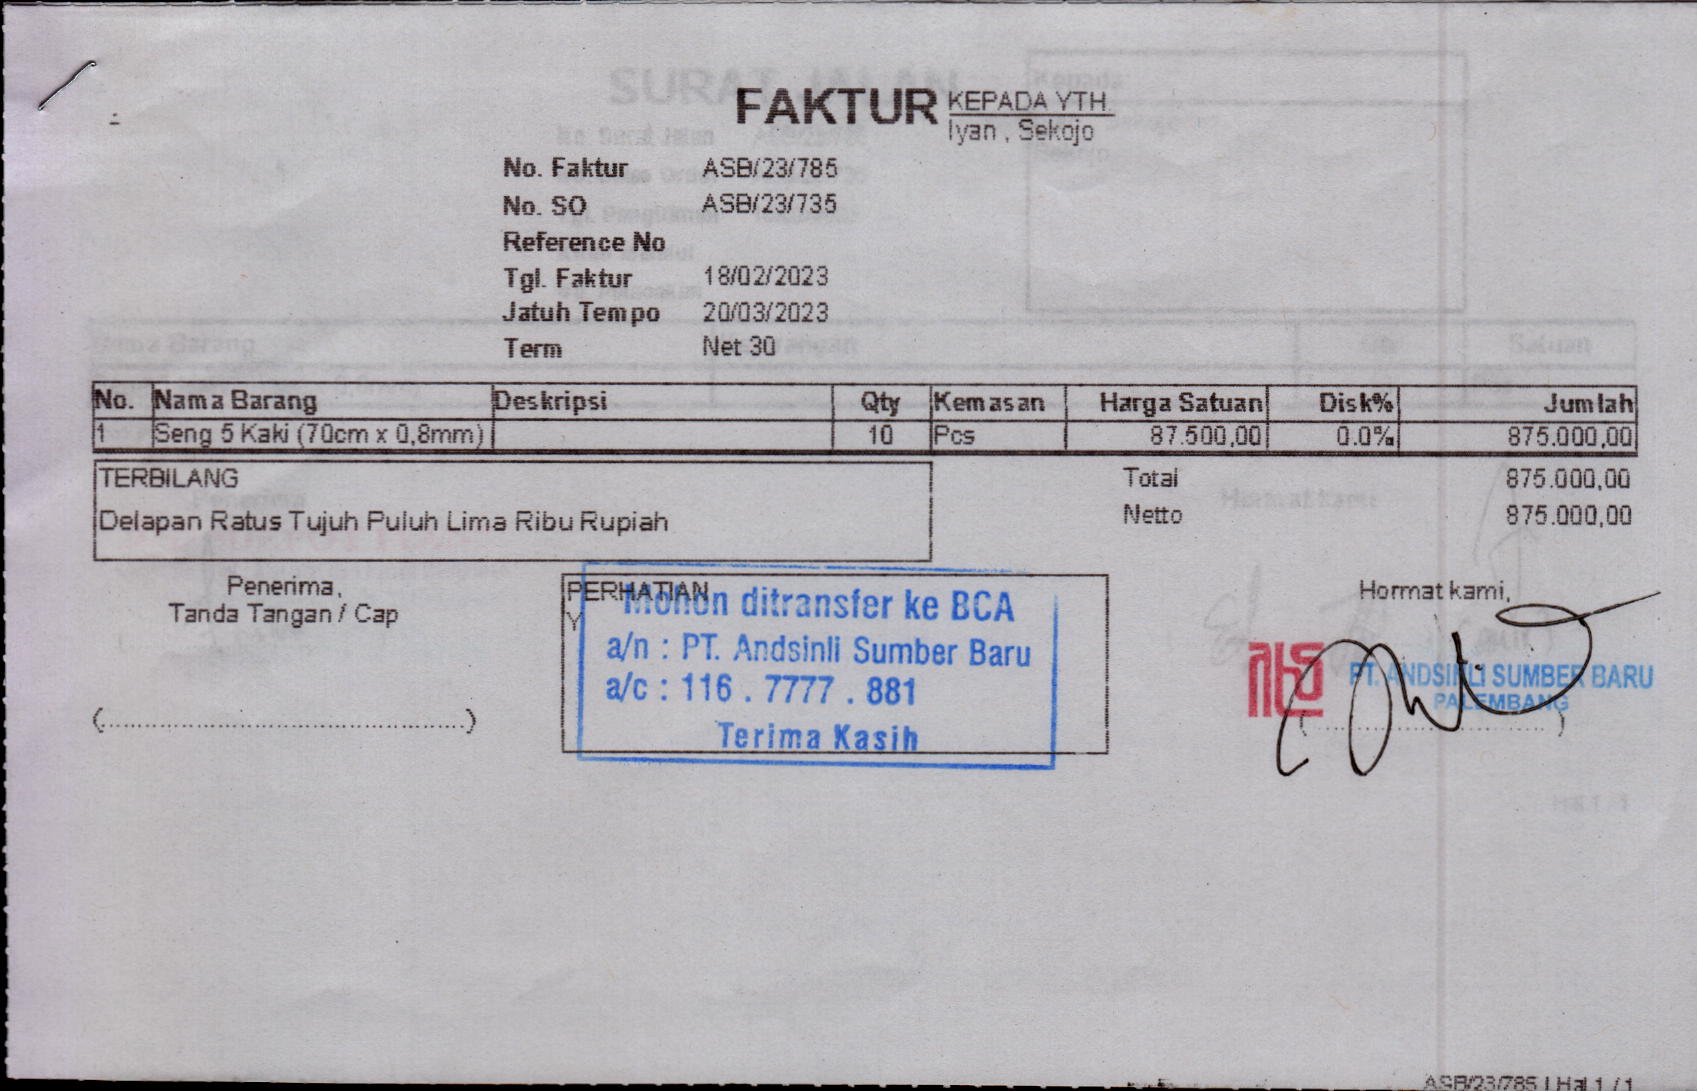 FAKTUR
KEPADA YTH.
Iyan , Sekojo
No. Faktur ASB/23/785
No. SO ASB/23/735
Reference No
Tgl. Faktur 18/02/2023
Jatuh Tempo 20/03/2023
Term Net 30
No. Nama Barang Deskripsi Qty Kemasan Harga Satuan Disk% Jumlah
1 Seng 5 Kaki (70cm x 0,8mm) 10 Pcs 87.500,00 0.0% 875.000,00
TERBILANG
Delapan Ratus Tujuh Puluh Lima Ribu Rupiah
Total 875.000,00
Netto 875.000,00
Penerima,
Tanda Tangan / Cap
(....................................................)
PERHATIAN
Y
Mohon ditransfer ke BCA
a/n : PT. Andsinli Sumber Baru
a/c : 116 . 7777 . 881
Terima Kasih
Hormat kami,
PT. ANDSINLI SUMBER BARU
PALEMBANG
(....................................)
ASB/23/785 | Hal 1 / 1